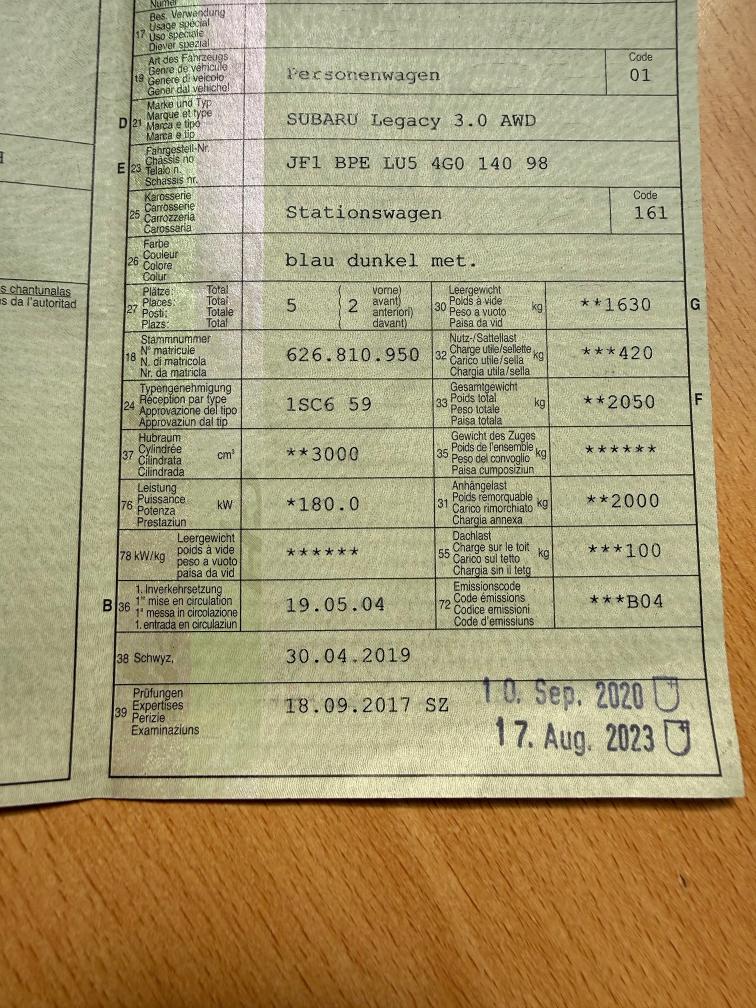 Numer
Bes. Verwendung
Usage spécial
17 Uso speciale
Diever spezial
Art des Fahrzeugs
Genre de véhicule
19 Genere di veicolo
Gener dal vehichel
Personenwagen
Code
01
Marke und Typ
Marque et type
D 21 Marca e tipo
Marca e tip
SUBARU Legacy 3.0 AWD
Fahrgestell-Nr.
Châssis no
E 23 Telaio n.
Schassis nr.
JF1 BPE LU5 4G0 140 98
Karosserie
Carrosserie
25 Carrozzeria
Carossaria
Stationswagen
Code
161
Farbe
26 Couleur
Colore
Colur
blau dunkel met.
s chantunalas
s da l'autoritad
Plätze: Total
27 Places: Total
Posti: Totale
Plazs: Total
5 ( 2 vorne)
avant)
anteriori)
davant)
Leergewicht
30 Poids à vide kg
Peso a vuoto
Paisa da vid
**1630 G
Stammnummer
18 N° matricule
N. di matricola
Nr. da matricla
626.810.950
Nutz-/Sattellast
32 Charge utile/sellette kg
Carico utile/sella
Chargia utila/sella
***420
Typengenehmigung
24 Réception par type
Approvazione del tipo
Approvaziun dal tip
1SC6 59
Gesamtgewicht
33 Poids total kg
Peso totale
Paisa totala
**2050 F
Hubraum
37 Cylindrée cm³
Cilindrata
Cilindrada
**3000
Gewicht des Zuges
35 Poids de l'ensemble kg
Peso del convoglio
Paisa cumposiziun
******
Leistung
76 Puissance kW
Potenza
Prestaziun
*180.0
Anhängelast
31 Poids remorquable kg
Carico rimorchiato
Chargia annexa
**2000
Leergewicht
78 kW/kg poids à vide
peso a vuoto
paisa da vid
******
Dachlast
55 Charge sur le toit kg
Carico sul tetto
Chargia sin il tetg
***100
1. Inverkehrsetzung
B 36 1re mise en circulation
1a messa in circolazione
1. entrada en circulaziun
19.05.04
Emissionscode
72 Code émissions
Codice emissioni
Code d'emissiuns
***B04
38 Schwyz, 30.04.2019
Prüfungen
39 Expertises
Perizie
Examinaziuns
18.09.2017 SZ
10. Sep. 2020
17. Aug. 2023